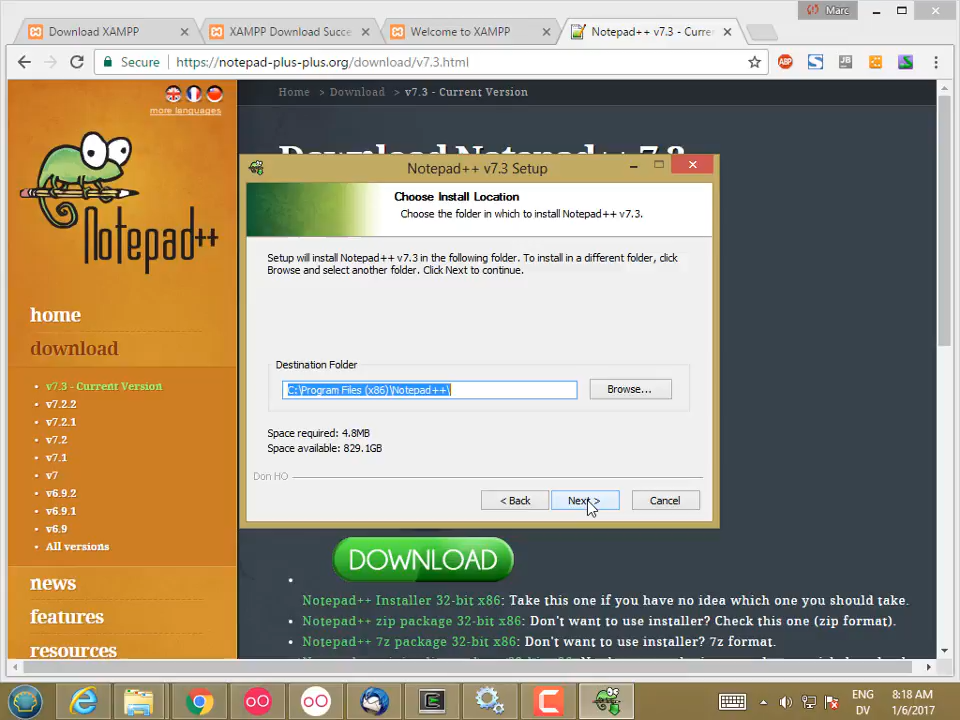 Marc
Download XAMPP
XAMPP Download Succe
Welcome to XAMPP
Notepad++ v7.3 - Curre
Secure
https://notepad-plus-plus.org/download/v7.3.html
ABP
JB
more languages
Notepad++
home
download
v7.3 - Current Version
v7.2.2
v7.2.1
v7.2
v7.1
v7
v6.9.2
v6.9.1
v6.9
All versions
news
features
resources
Home › Download › v7.3 - Current Version
Download Notepad++ 7.3
Notepad++ v7.3 Setup
Choose Install Location
Choose the folder in which to install Notepad++ v7.3.
Setup will install Notepad++ v7.3 in the following folder. To install in a different folder, click
Browse and select another folder. Click Next to continue.
Destination Folder
C:\Program Files (x86)\Notepad++\
Browse...
Space required: 4.8MB
Space available: 829.1GB
Don HO
< Back
Next >
Cancel
DOWNLOAD
Notepad++ Installer 32-bit x86: Take this one if you have no idea which one you should take.
Notepad++ zip package 32-bit x86: Don't want to use installer? Check this one (zip format).
Notepad++ 7z package 32-bit x86: Don't want to use installer? 7z format.
ENG
DV
8:18 AM
1/6/2017